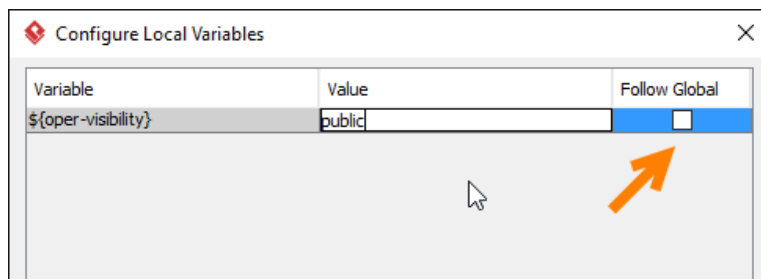 Configure Local Variables
Variable Value Follow Global
${oper-visibility} public